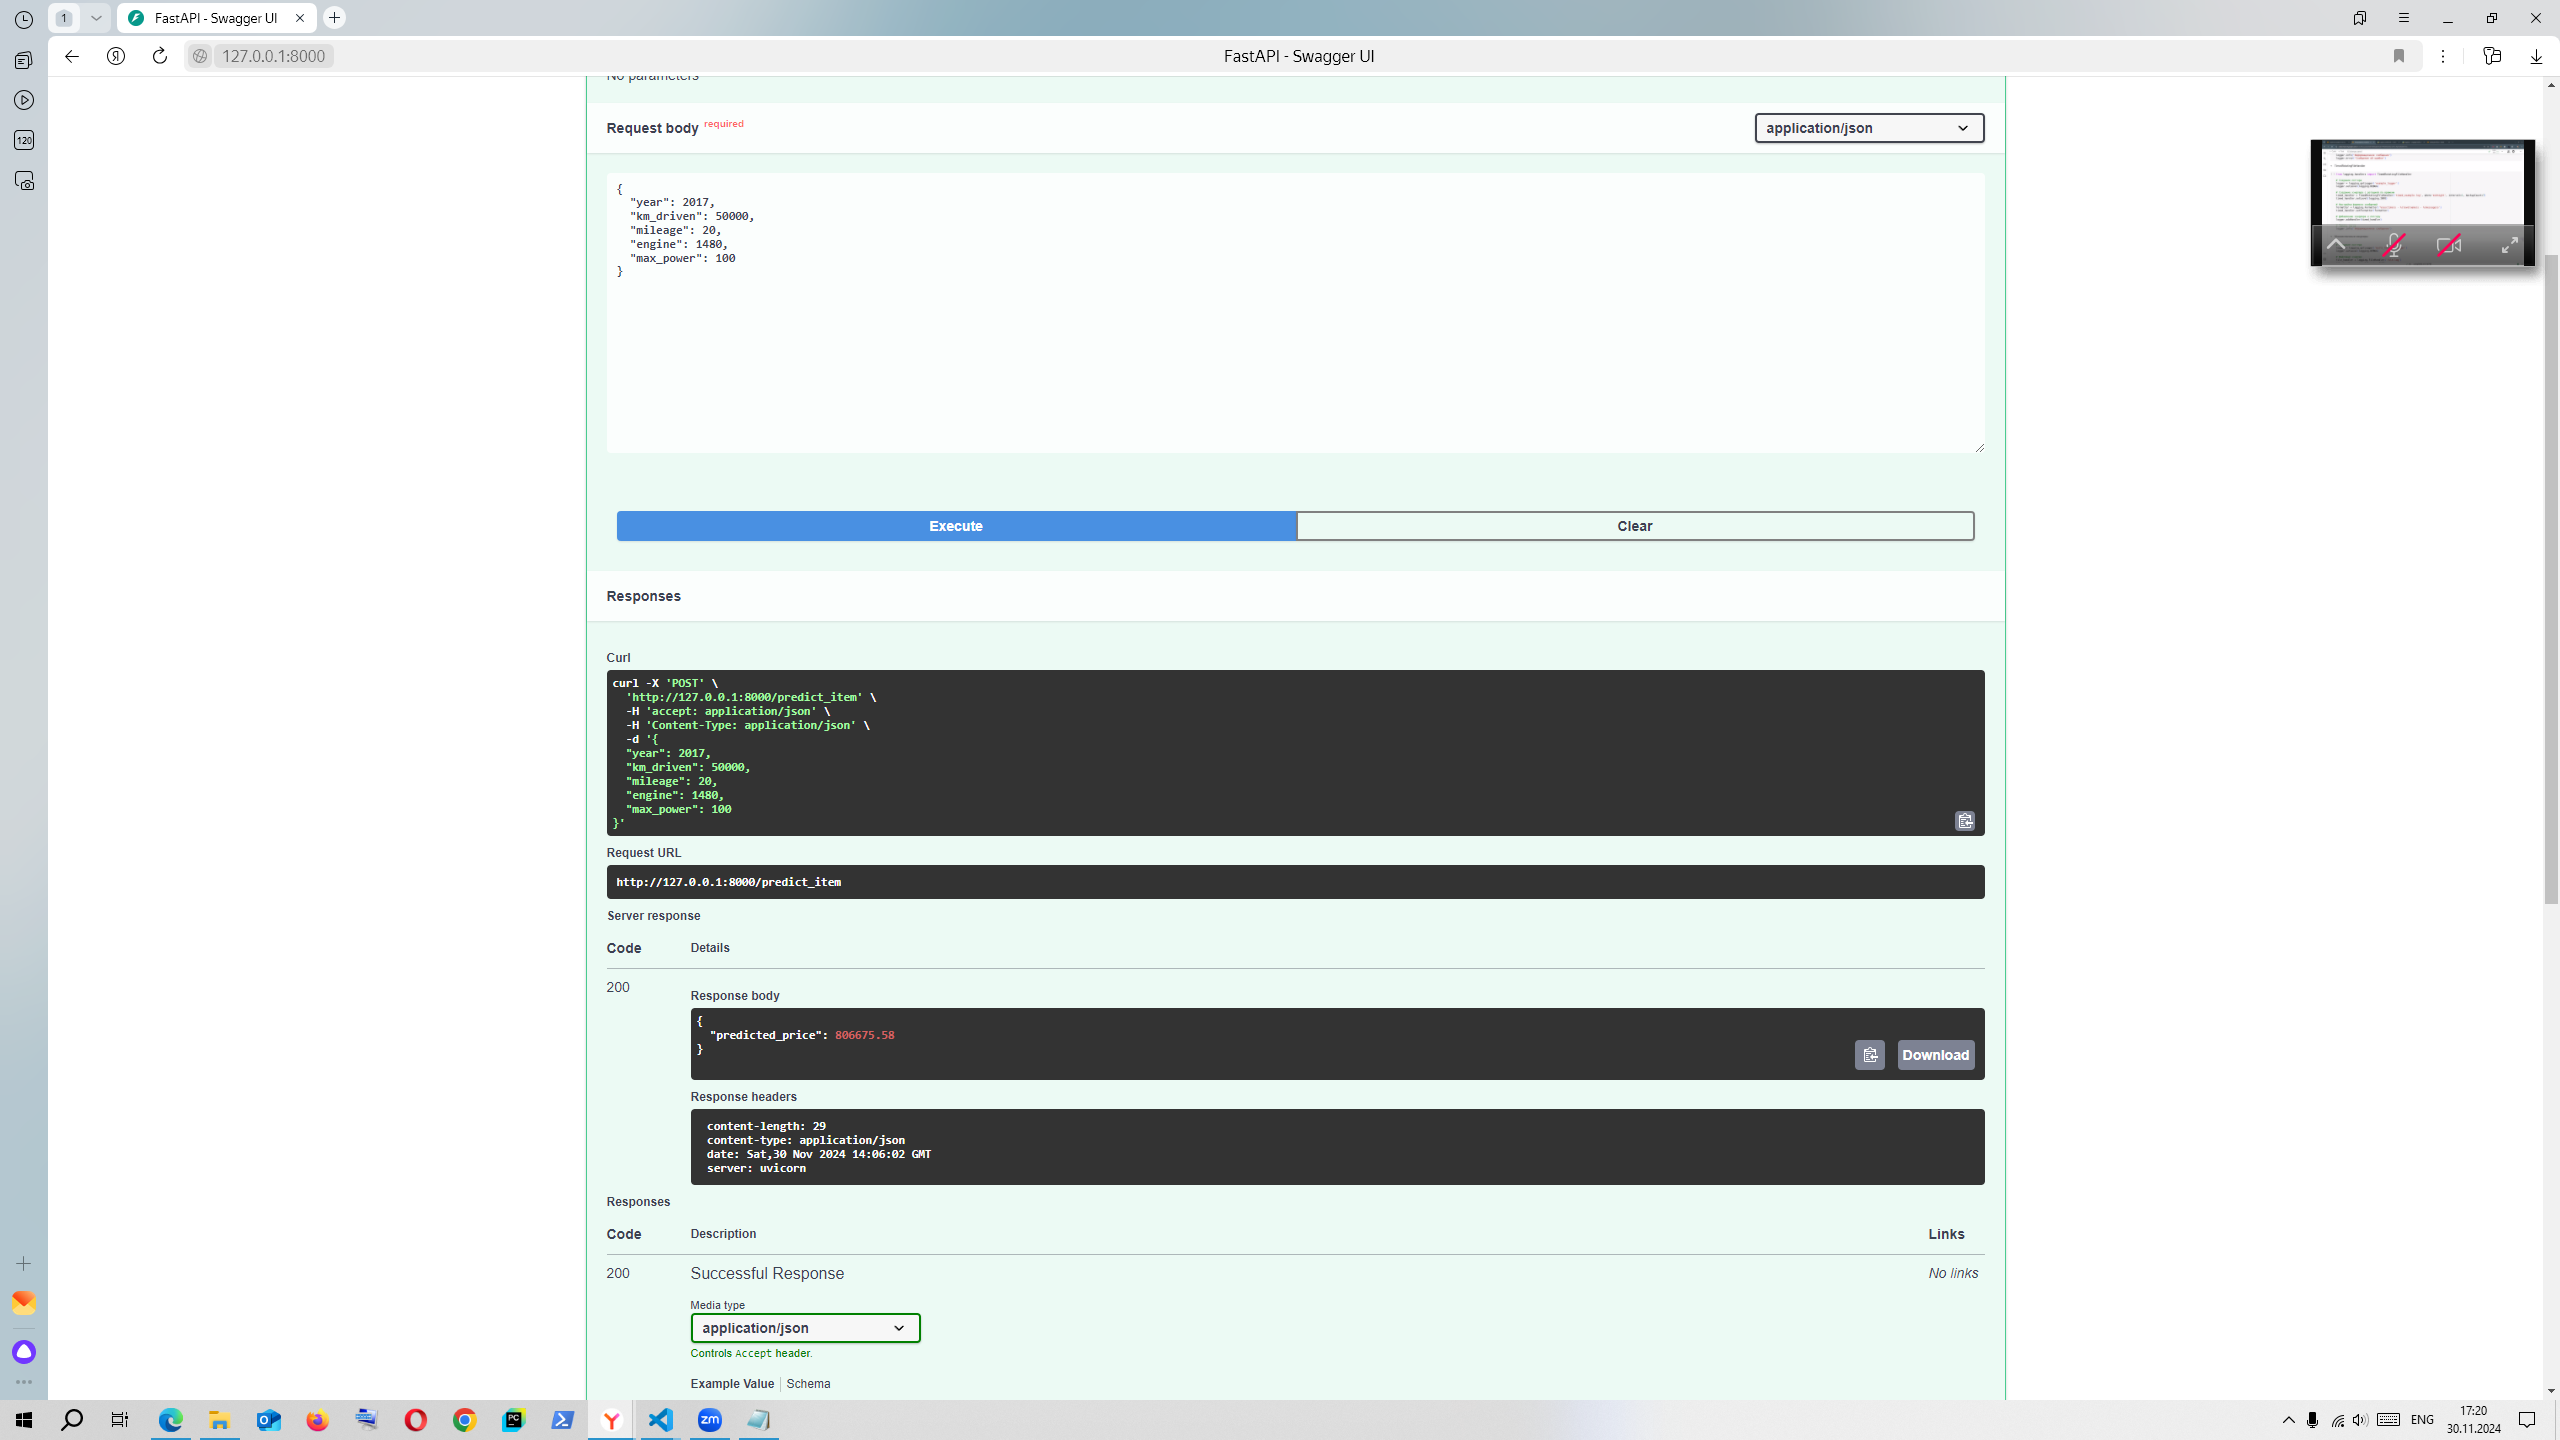 1
FastAPI - Swagger UI
127.0.0.1:8000
FastAPI - Swagger UI
120
No parameters
Request body required
application/json
{
"year": 2017,
"km_driven": 50000,
"mileage": 20,
"engine": 1480,
"max_power": 100
}
Execute
Clear
Responses
Curl
curl -X 'POST' \
'http://127.0.0.1:8000/predict_item' \
-H 'accept: application/json' \
-H 'Content-Type: application/json' \
-d '{
"year": 2017,
"km_driven": 50000,
"mileage": 20,
"engine": 1480,
"max_power": 100
}'
Request URL
http://127.0.0.1:8000/predict_item
Server response
Code Details
200
Response body
{
"predicted_price": 806675.58
}
Download
Response headers
content-length: 29
content-type: application/json
date: Sat,30 Nov 2024 14:06:02 GMT
server: uvicorn
Responses
Code Description Links
200 Successful Response No links
Media type
application/json
Controls Accept header.
Example Value Schema
zm
ENG
17:20
30.11.2024